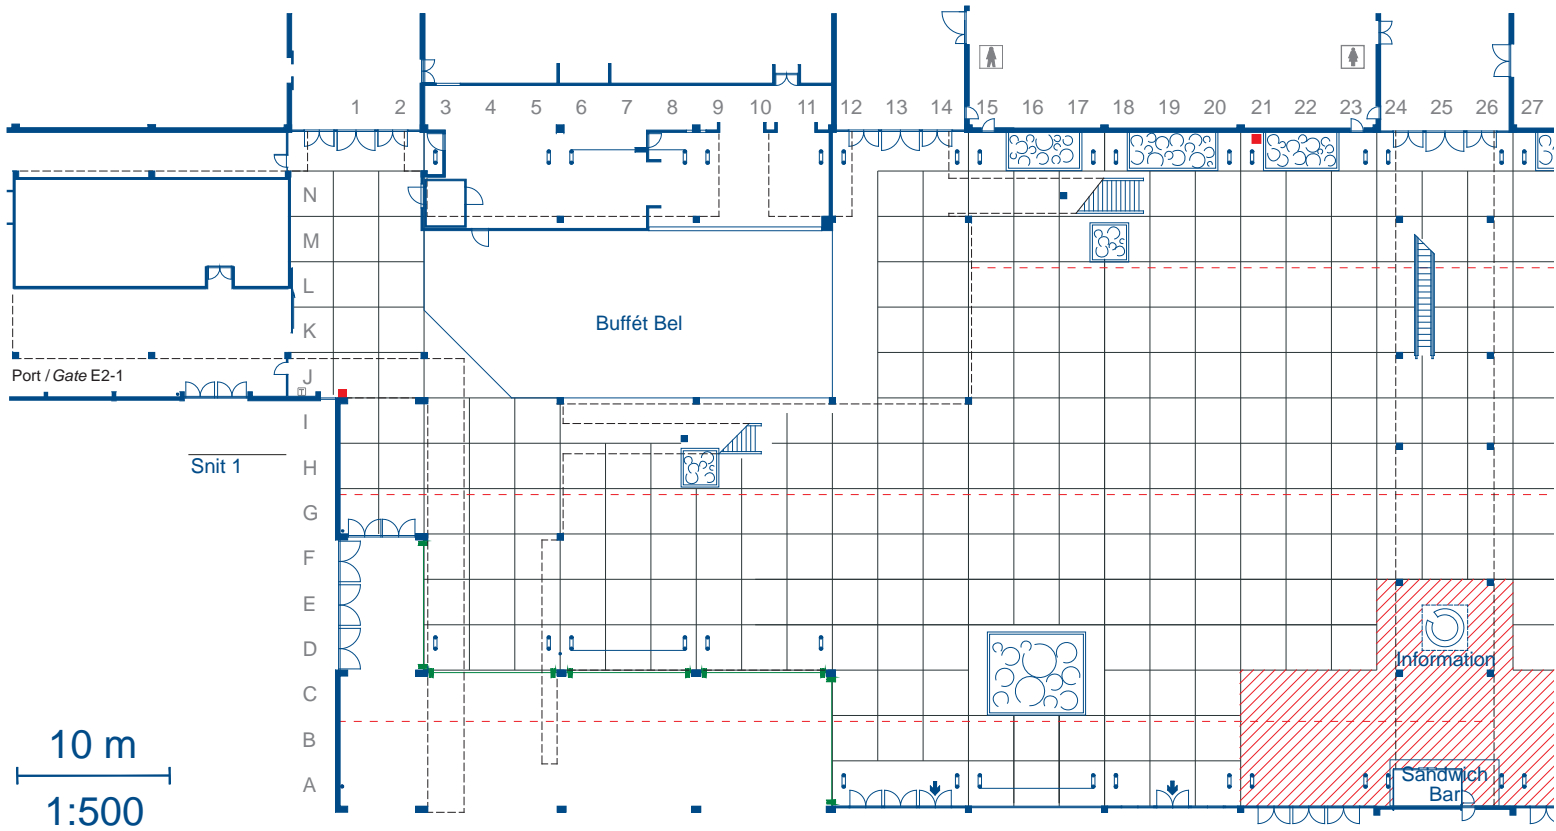 1 2 3 4 5 6 7 8 9 10 11 12 13 14 15 16 17 18 19 20 21 22 23 24 25 26 27
N
M
L
Buffét Bel
K
Port / Gate E2-1
J
T
I
H
Snit 1
G
F
E
D
Information
C
B
10 m
A
Sandwich
Bar
1:500